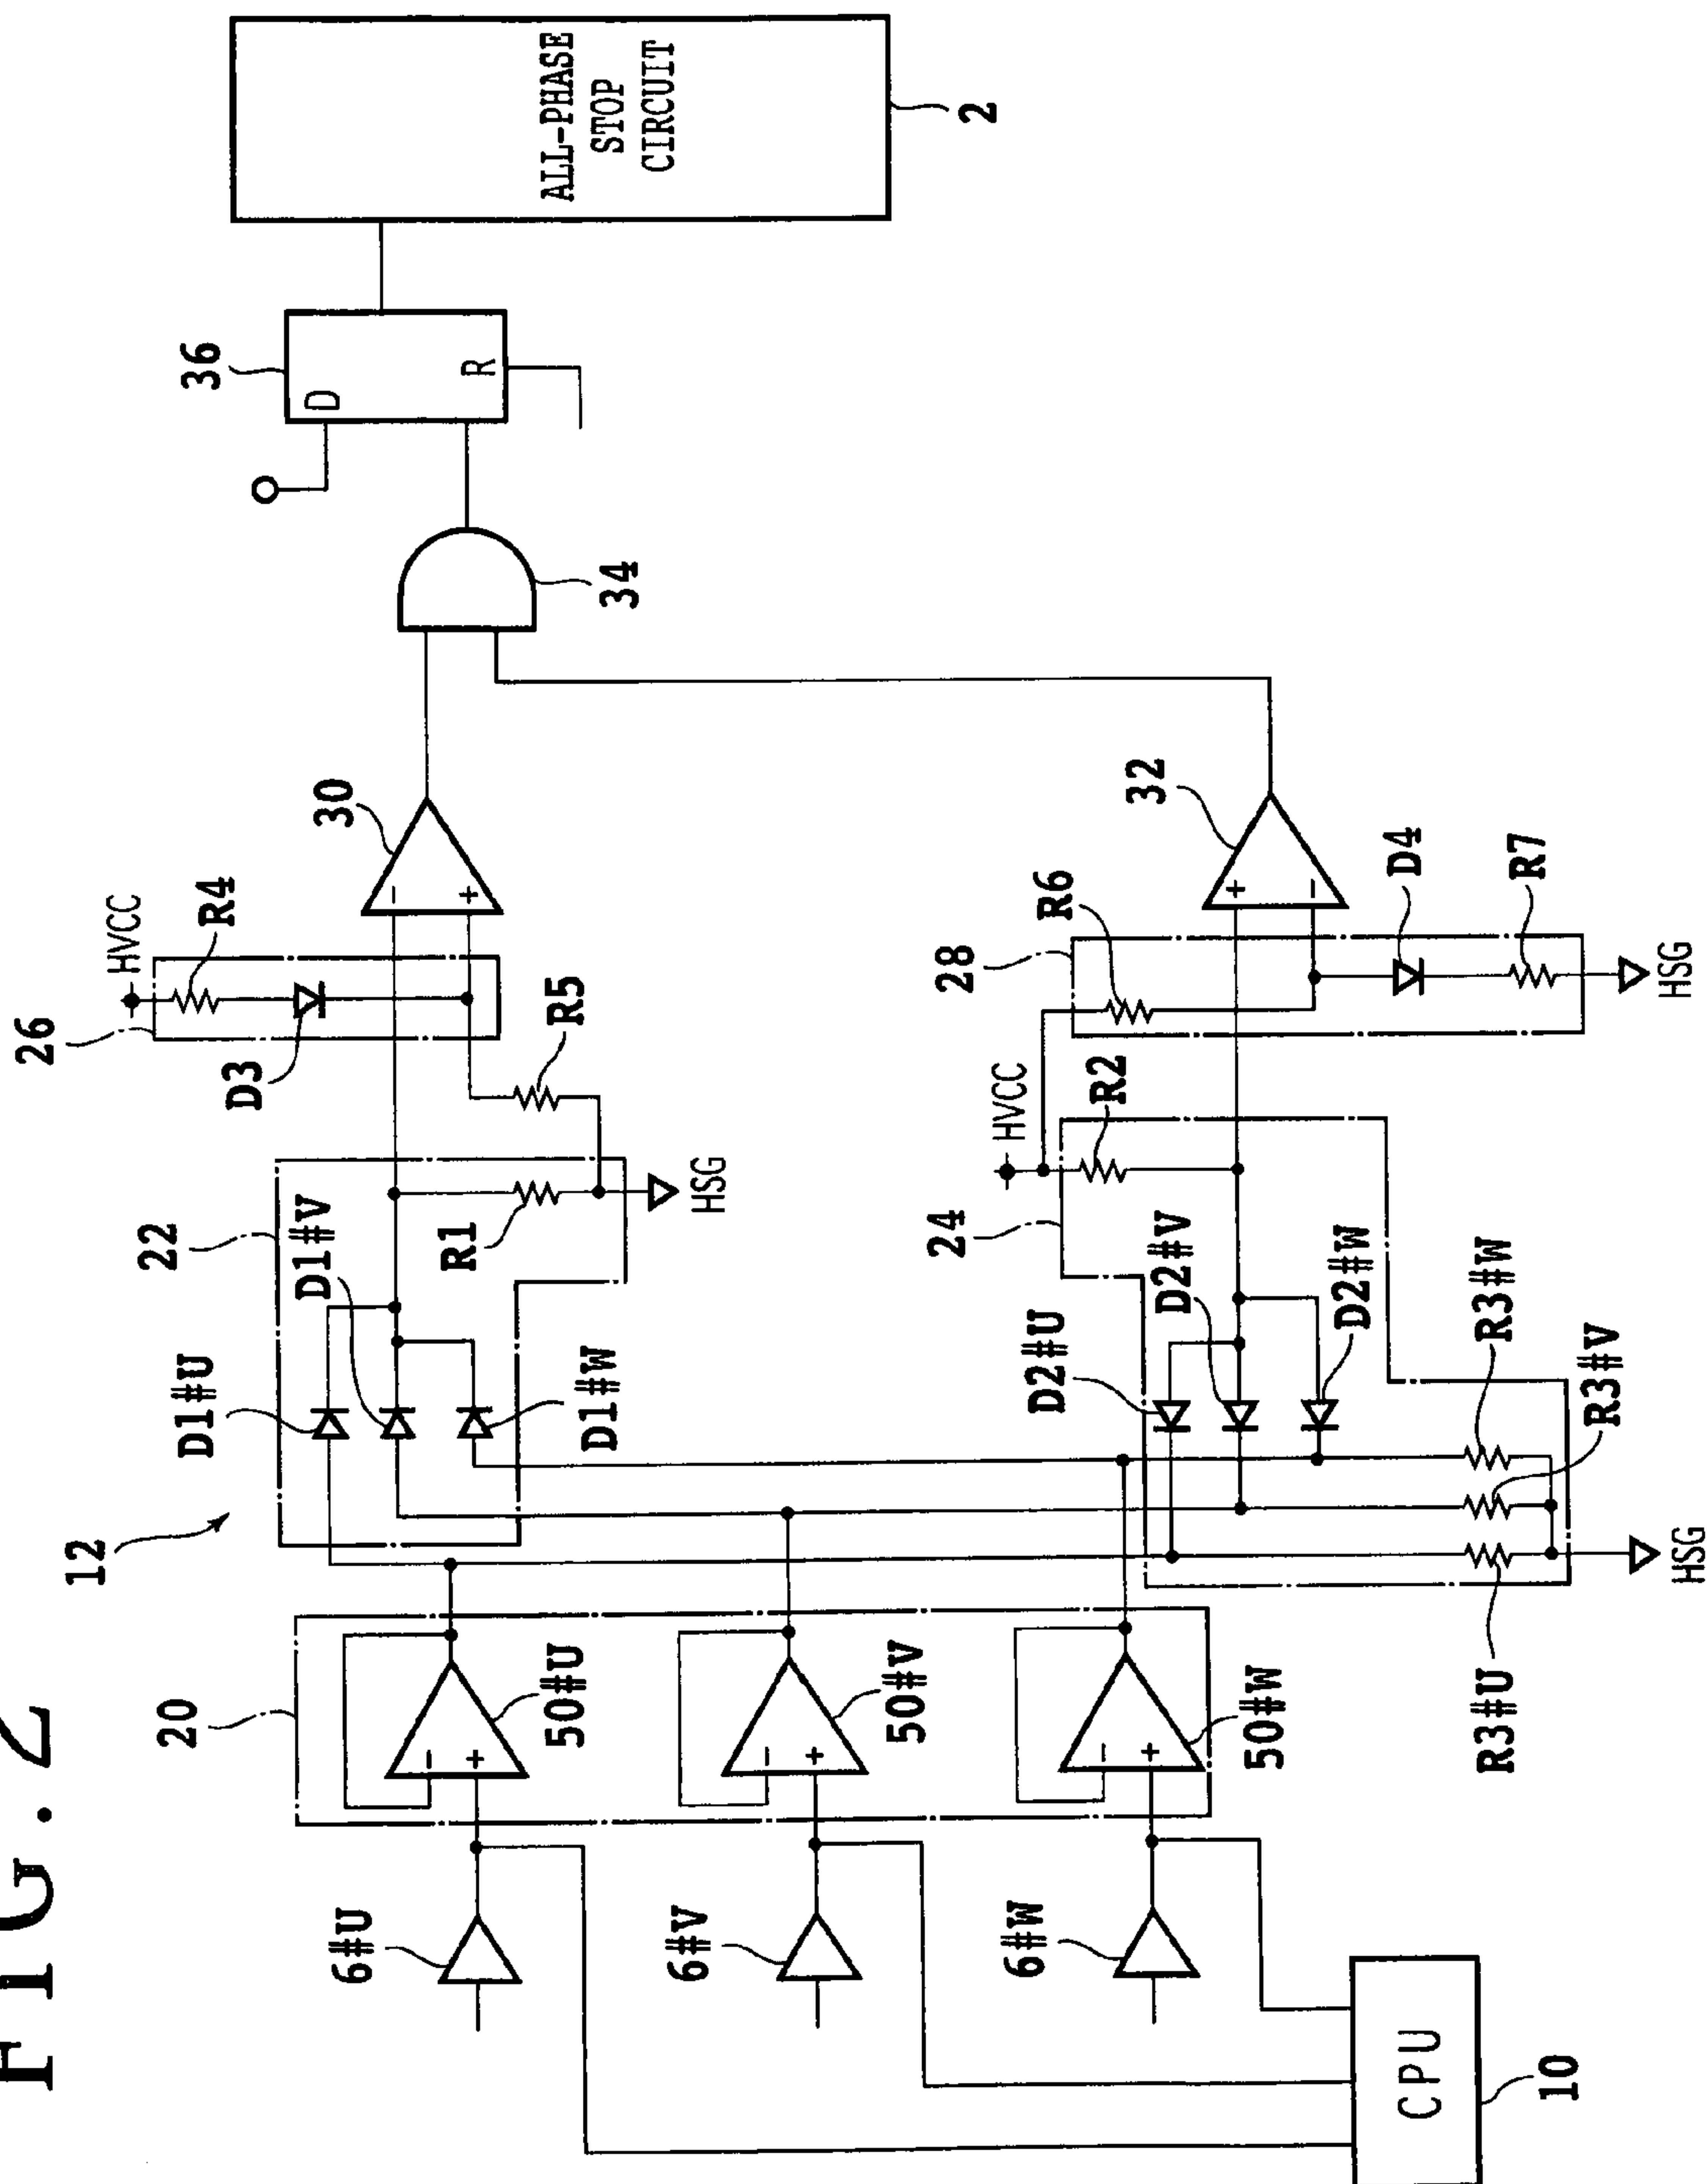 FIG.2
12
20
22
24
26
28
30
32
34
36
D
R
ALL-PHASE
STOP
CIRCUIT
2
HVCC
R4
D3
R5
D1#U
D1#V
D1#W
R1
HSG
HVCC
R2
R6
D4
R7
HSG
D2#U
D2#V
D2#W
R3#W
R3#V
R3#U
HSG
6#U
-
+
50#U
6#V
-
+
50#V
6#W
-
+
50#W
-
+
+
-
CPU
10